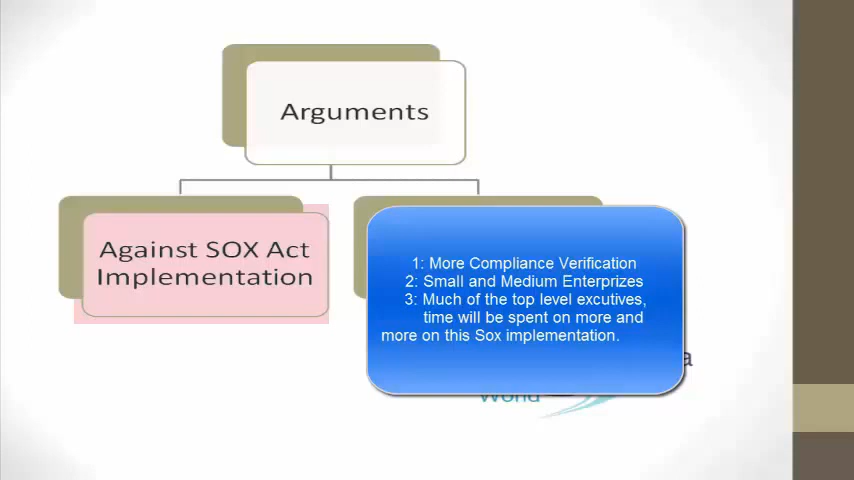 Arguments
Against SOX Act
Implementation
1: More Compliance Verification
2: Small and Medium Enterprizes
3: Much of the top level excutives,
time will be spent on more and
more on this Sox implementation.
a
World